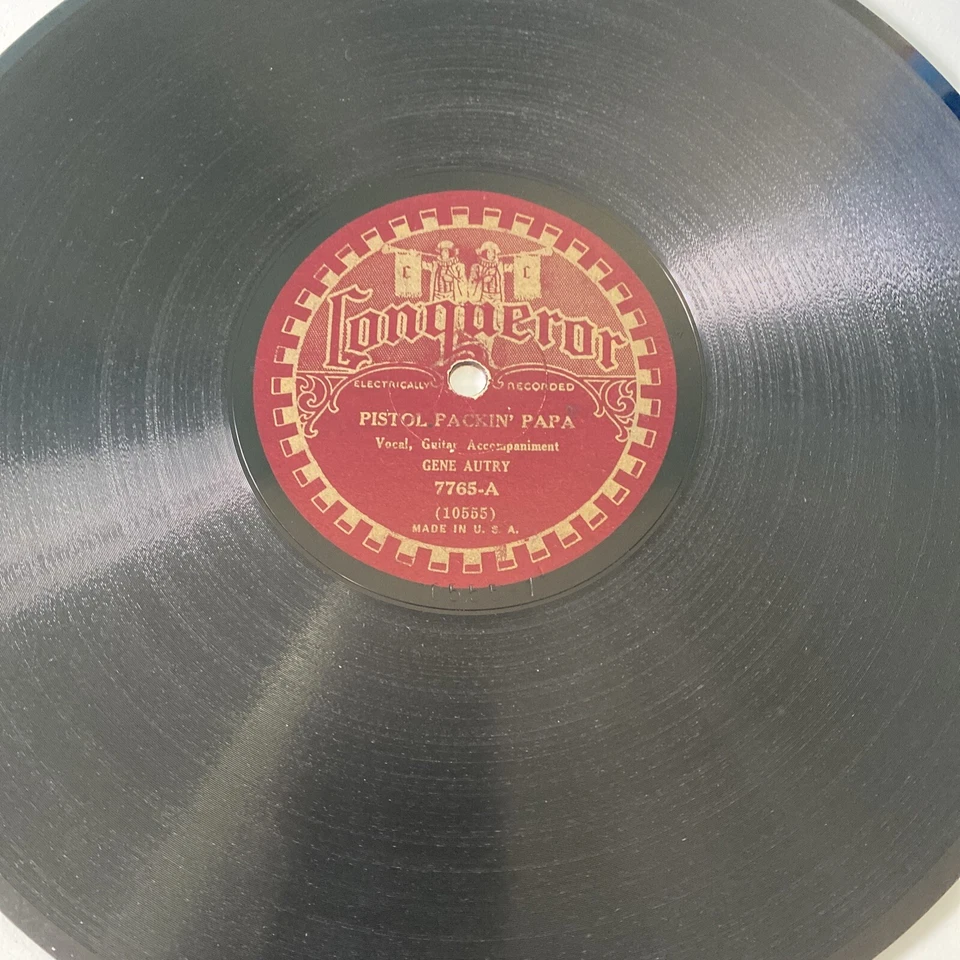 C C
Conqueror
ELECTRICALLY RECORDED
PISTOL PACKIN' PAPA
Vocal, Guitar Accompaniment
GENE AUTRY
7765-A
(10555)
MADE IN U. S. A.